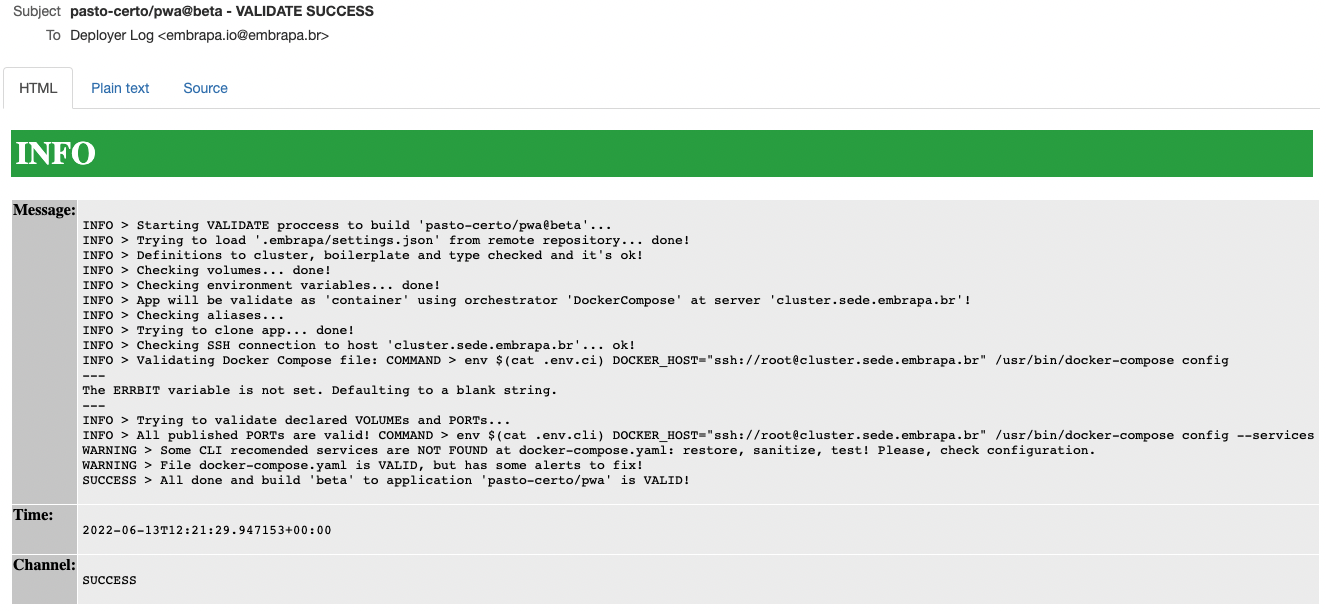 Subject pasto-certo/pwa@beta - VALIDATE SUCCESS
To Deployer Log <embrapa.io@embrapa.br>
HTML Plain text Source
INFO
Message:
INFO > Starting VALIDATE proccess to build 'pasto-certo/pwa@beta'...
INFO > Trying to load '.embrapa/settings.json' from remote repository... done!
INFO > Definitions to cluster, boilerplate and type checked and it's ok!
INFO > Checking volumes... done!
INFO > Checking environment variables... done!
INFO > App will be validate as 'container' using orchestrator 'DockerCompose' at server 'cluster.sede.embrapa.br'!
INFO > Checking aliases...
INFO > Trying to clone app... done!
INFO > Checking SSH connection to host 'cluster.sede.embrapa.br'... ok!
INFO > Validating Docker Compose file: COMMAND > env $(cat .env.ci) DOCKER_HOST="ssh://root@cluster.sede.embrapa.br" /usr/bin/docker-compose config
---
The ERRBIT variable is not set. Defaulting to a blank string.
---
INFO > Trying to validate declared VOLUMEs and PORTs...
INFO > All published PORTs are valid! COMMAND > env $(cat .env.cli) DOCKER_HOST="ssh://root@cluster.sede.embrapa.br" /usr/bin/docker-compose config --services
WARNING > Some CLI recomended services are NOT FOUND at docker-compose.yaml: restore, sanitize, test! Please, check configuration.
WARNING > File docker-compose.yaml is VALID, but has some alerts to fix!
SUCCESS > All done and build 'beta' to application 'pasto-certo/pwa' is VALID!
Time:
2022-06-13T12:21:29.947153+00:00
Channel:
SUCCESS